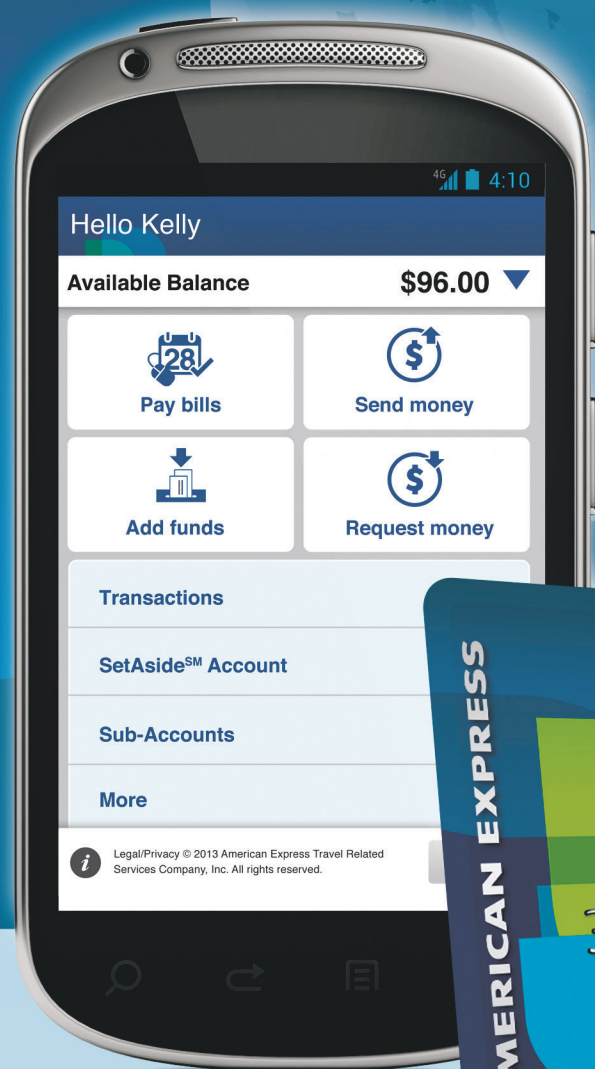 4G 4:10
Hello Kelly
Available Balance $96.00
28
Pay bills
$
Send money
Add funds
$
Request money
Transactions
SetAside℠ Account
Sub-Accounts
More
i
Legal/Privacy © 2013 American Express Travel Related
Services Company, Inc. All rights reserved.
MERICAN EXPRESS